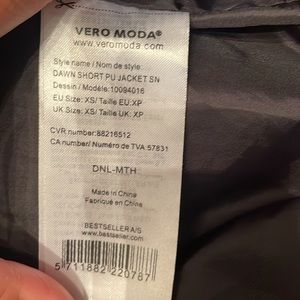 VERO MODA®
www.veromoda.com
Style name / Nom de style
DAWN SHORT PU JACKET SN
Dessin / Modèle: 10094016
EU Size: XS/ Taille EU:XP
UK Size: XS/ Taille UK: XP
CVR number:88216512
CA number/ Numéro de TVA 57831
DNL-MTH
Made in China
Fabriqué en China
BESTSELLER A/S
www.bestseller.com
5 711882 220787